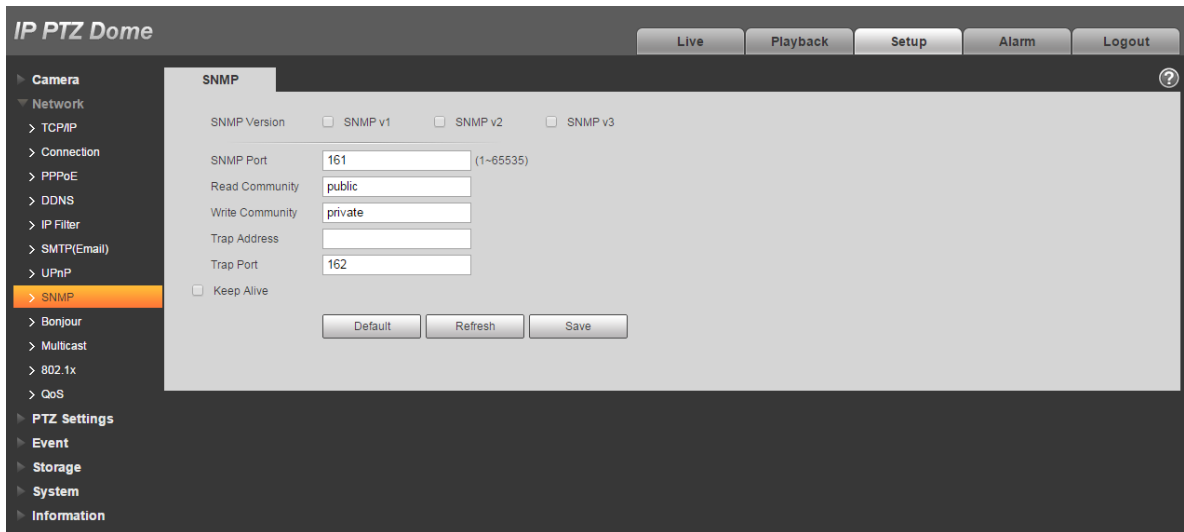 IP PTZ Dome
Live Playback Setup Alarm Logout
Camera
Network
TCP/IP
Connection
PPPoE
DDNS
IP Filter
SMTP(Email)
UPnP
SNMP
Bonjour
Multicast
802.1x
QoS
PTZ Settings
Event
Storage
System
Information
SNMP
?
SNMP Version SNMP v1 SNMP v2 SNMP v3
SNMP Port 161 (1~65535)
Read Community public
Write Community private
Trap Address
Trap Port 162
Keep Alive
Default Refresh Save